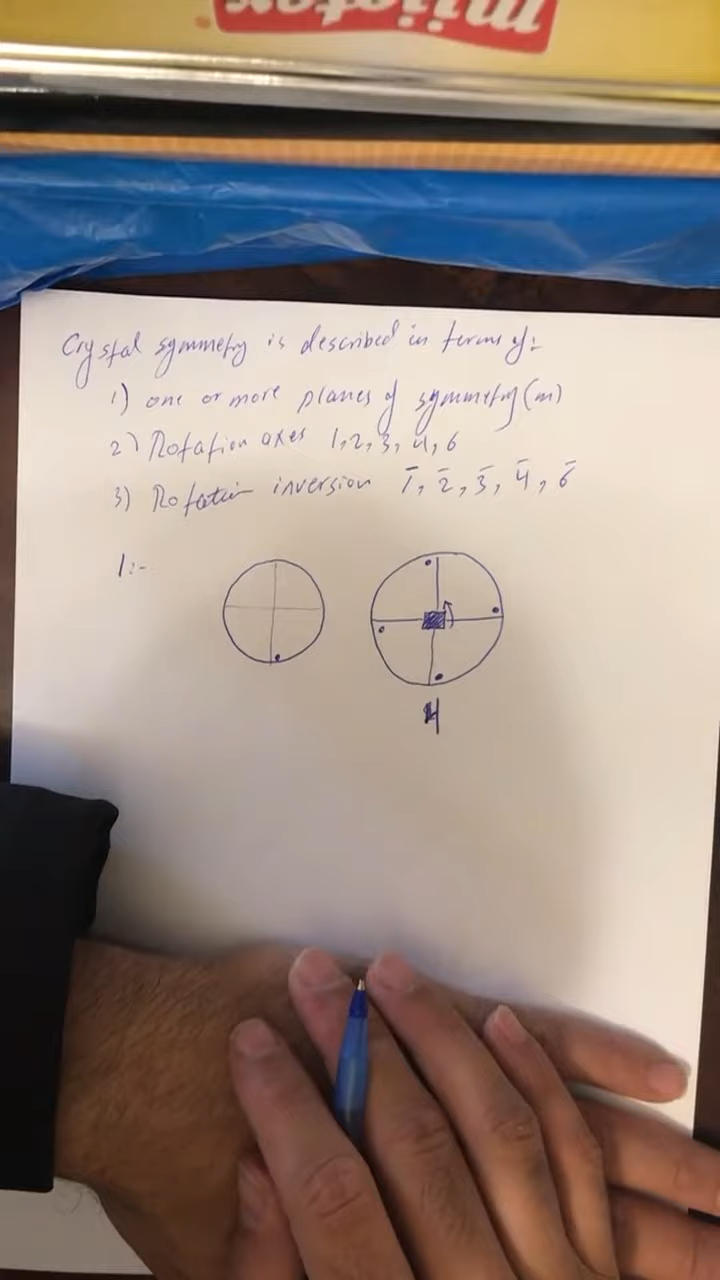 Crystal symmetry is described in terms of:
1) one or more planes of symmetry (m)
2) Rotation axes 1, 2, 3, 4, 6
3) Rotation inversion 1̄, 2̄, 3̄, 4̄, 6̄
1:-
4